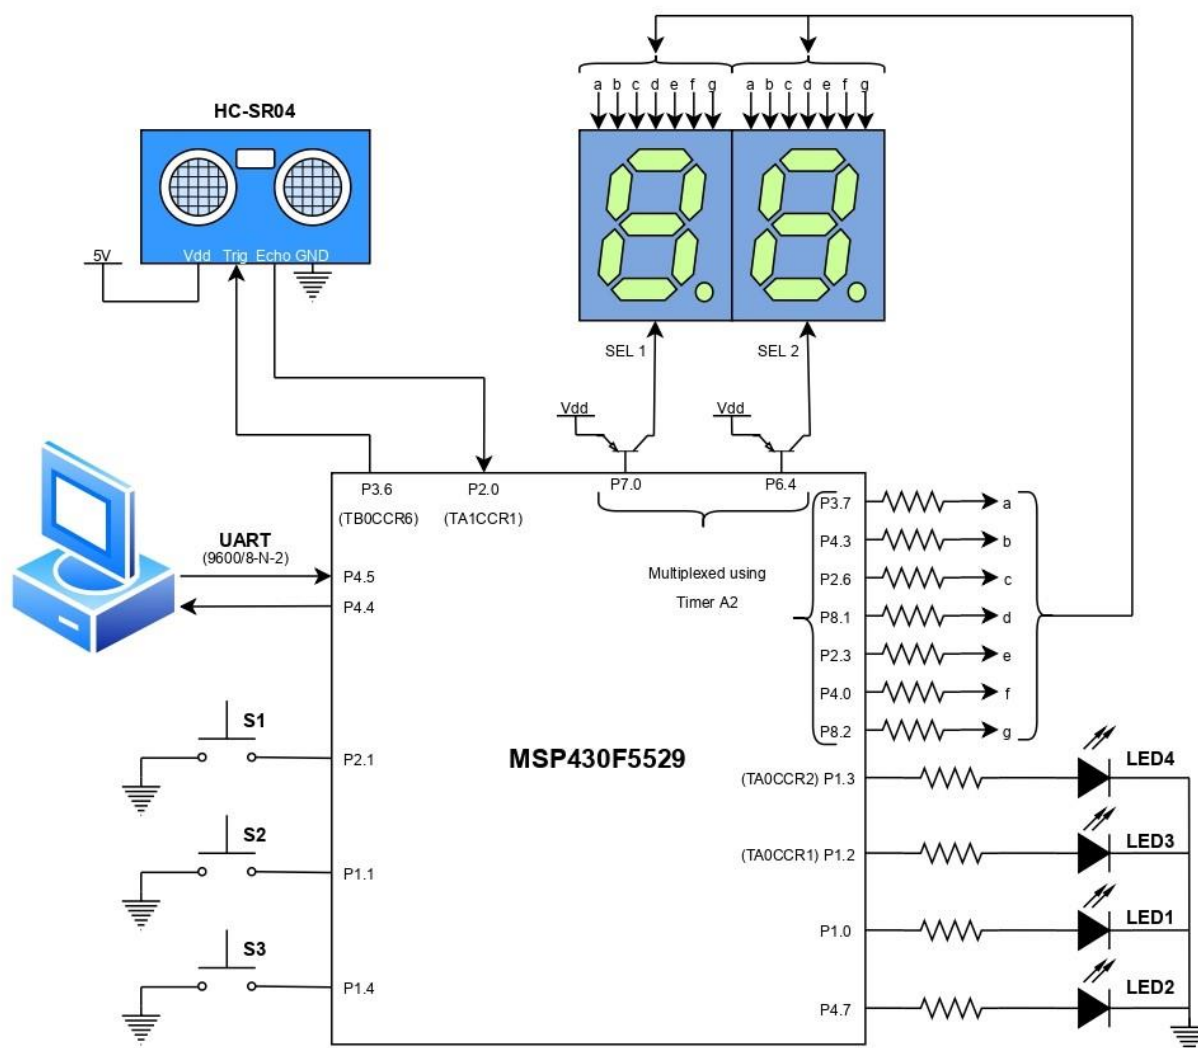 a b c d e f g a b c d e f g
HC-SR04
5V
Vdd Trig Echo GND
SEL 1
SEL 2
Vdd
Vdd
P3.6
(TB0CCR6)
P2.0
(TA1CCR1)
P7.0
P6.4
UART
(9600/8-N-2)
P4.5
P4.4
Multiplexed using
Timer A2
P3.7 a
P4.3 b
P2.6 c
P8.1 d
P2.3 e
P4.0 f
P8.2 g
S1
P2.1
S2
P1.1
S3
P1.4
MSP430F5529
(TA0CCR2) P1.3
LED4
(TA0CCR1) P1.2
LED3
P1.0
LED1
P4.7
LED2